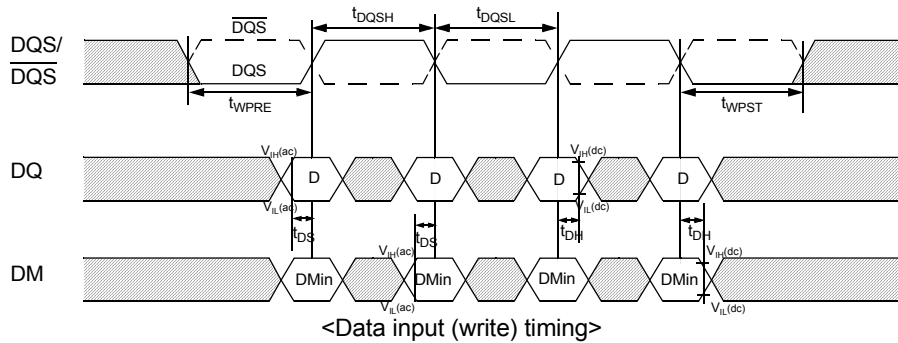 tDQSH tDQSL
DQS
DQS/
DQS
DQS
tWPRE tWPST
VIH(ac) VIH(dc)
DQ D D D D
VIL(ac) VIL(dc)
tDS tDS tDH tDH
VIH(ac) VIH(dc)
DM DMin DMin DMin DMin
VIL(ac) VIL(dc)
<Data input (write) timing>